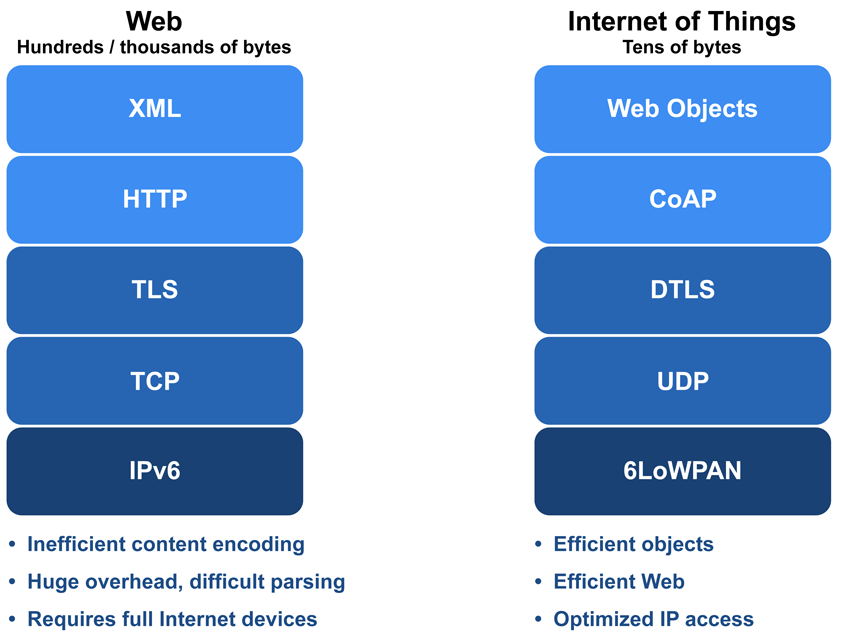 Web
Hundreds / thousands of bytes
XML
HTTP
TLS
TCP
IPv6
• Inefficient content encoding
• Huge overhead, difficult parsing
• Requires full Internet devices
Internet of Things
Tens of bytes
Web Objects
CoAP
DTLS
UDP
6LoWPAN
• Efficient objects
• Efficient Web
• Optimized IP access